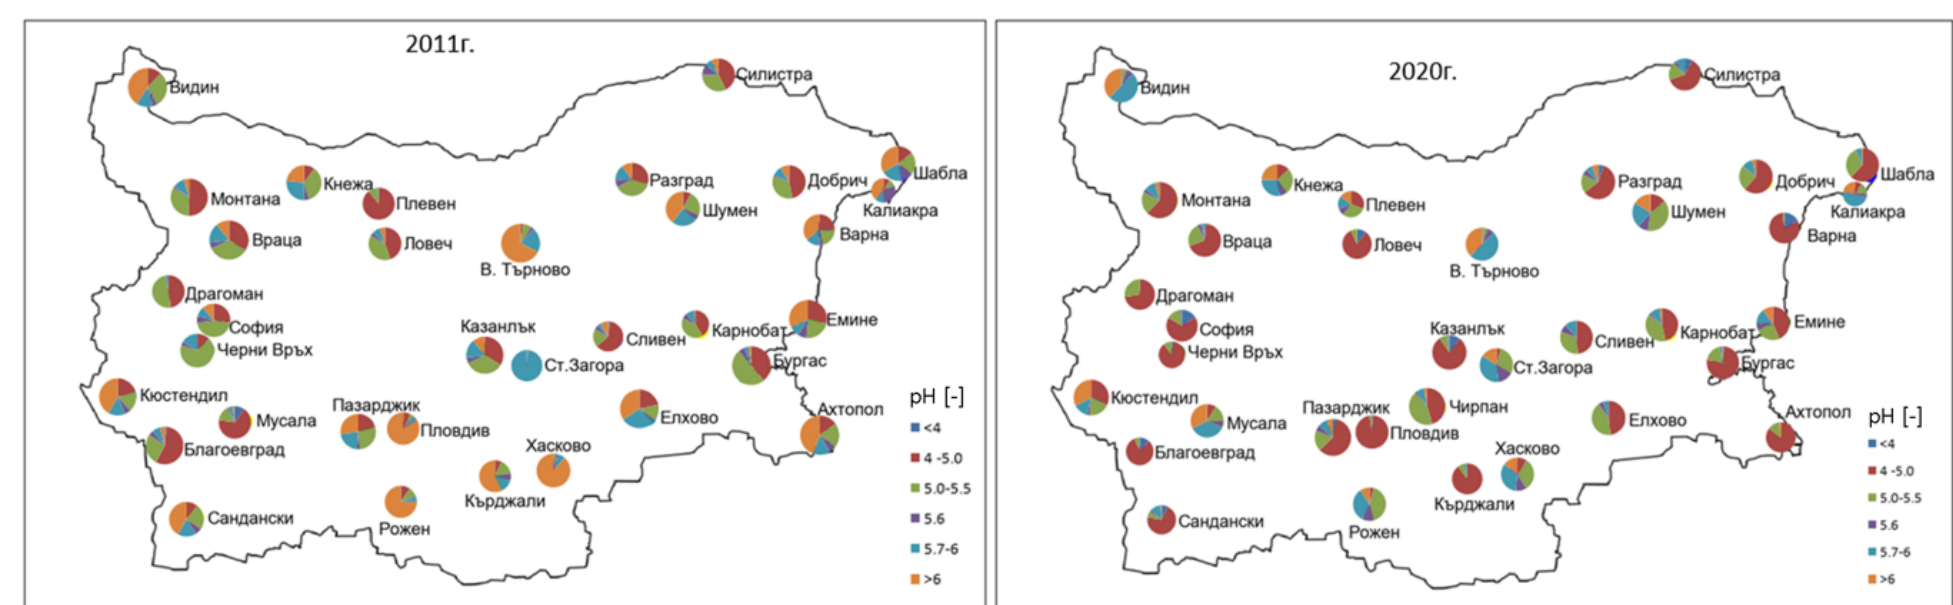 2011г.
Видин
Силистра
Монтана
Кнежа
Плевен
Разград
Добрич
Шабла
Шумен
Калиакра
Враца
Ловеч
В. Търново
Варна
Драгоман
София
Черни Връх
Казанлък
Ст.Загора
Сливен
Карнобат
Емине
Бургас
Кюстендил
Мусала
Пазарджик
Пловдив
Елхово
Ахтопол
Благоевград
Хасково
Кърджали
Сандански
Рожен
pH [-]
<4
4 -5.0
5.0-5.5
5.6
5.7-6
>6
2020г.
Видин
Силистра
Монтана
Кнежа
Плевен
Разград
Добрич
Шабла
Шумен
Калиакра
Враца
Ловеч
В. Търново
Варна
Драгоман
София
Черни Връх
Казанлък
Ст.Загора
Сливен
Карнобат
Емине
Бургас
Кюстендил
Мусала
Пазарджик
Пловдив
Чирпан
Елхово
Ахтопол
Благоевград
Хасково
Кърджали
Сандански
Рожен
pH [-]
<4
4 -5.0
5.0-5.5
5.6
5.7-6
>6